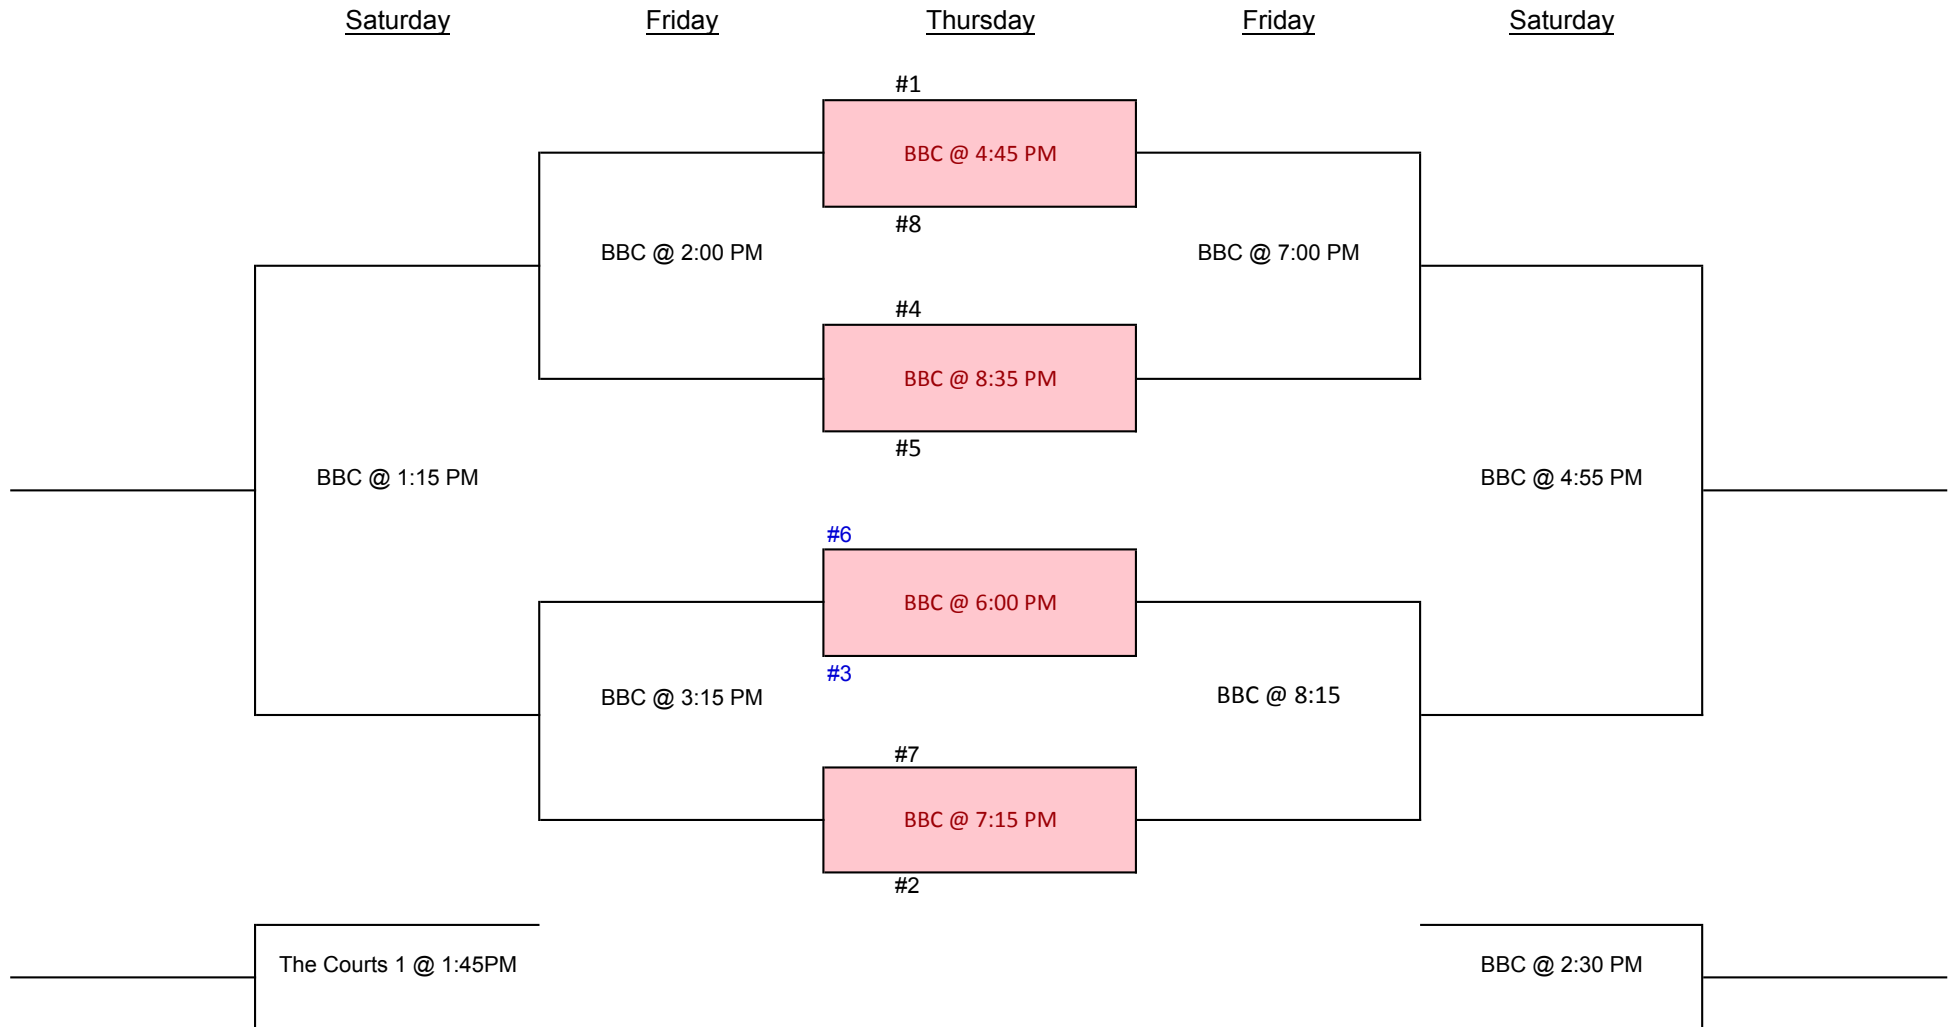 Saturday Friday Thursday Friday Saturday
#1
BBC @ 4:45 PM
#8
BBC @ 2:00 PM BBC @ 7:00 PM
#4
BBC @ 8:35 PM
#5
BBC @ 1:15 PM BBC @ 4:55 PM
#6
BBC @ 6:00 PM
#3
BBC @ 3:15 PM BBC @ 8:15
#7
BBC @ 7:15 PM
#2
The Courts 1 @ 1:45PM BBC @ 2:30 PM